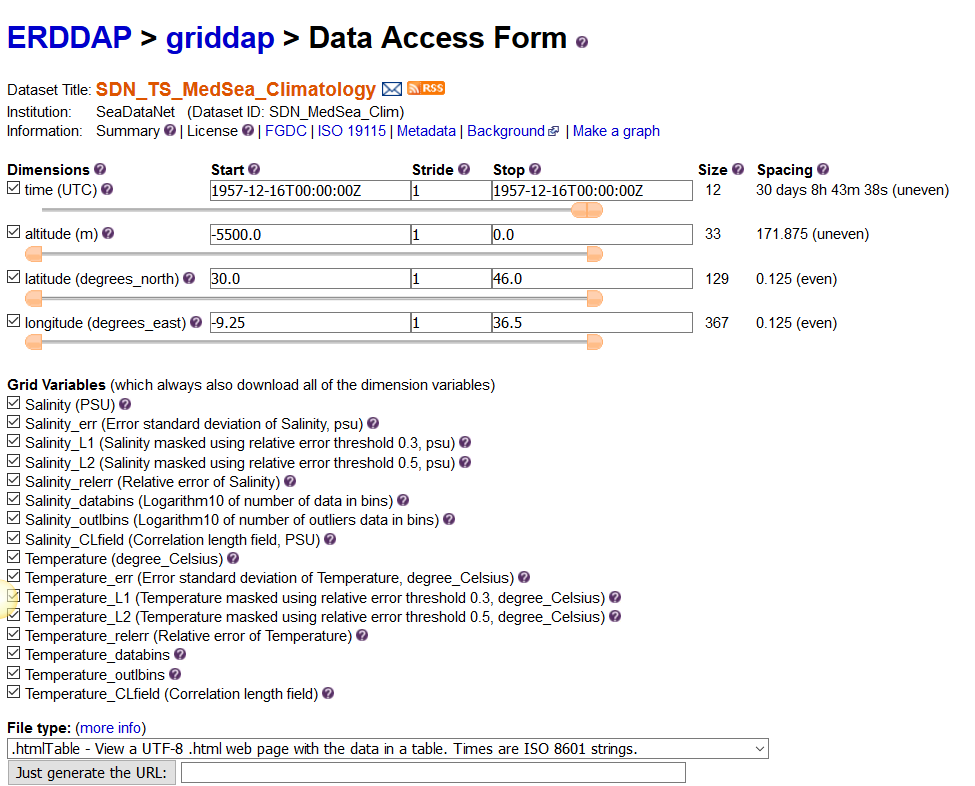 ERDDAP > griddap > Data Access Form ?
Dataset Title: SDN_TS_MedSea_Climatology RSS
Institution: SeaDataNet (Dataset ID: SDN_MedSea_Clim)
Information: Summary ? | License ? | FGDC | ISO 19115 | Metadata | Background | Make a graph
Dimensions ? Start ? Stride ? Stop ? Size ? Spacing ?
time (UTC) ? 1957-12-16T00:00:00Z 1 1957-12-16T00:00:00Z 12 30 days 8h 43m 38s (uneven)
altitude (m) ? -5500.0 1 0.0 33 171.875 (uneven)
latitude (degrees_north) ? 30.0 1 46.0 129 0.125 (even)
longitude (degrees_east) ? -9.25 1 36.5 367 0.125 (even)
Grid Variables (which always also download all of the dimension variables)
Salinity (PSU) ?
Salinity_err (Error standard deviation of Salinity, psu) ?
Salinity_L1 (Salinity masked using relative error threshold 0.3, psu) ?
Salinity_L2 (Salinity masked using relative error threshold 0.5, psu) ?
Salinity_relerr (Relative error of Salinity) ?
Salinity_databins (Logarithm10 of number of data in bins) ?
Salinity_outlbins (Logarithm10 of number of outliers data in bins) ?
Salinity_CLfield (Correlation length field, PSU) ?
Temperature (degree_Celsius) ?
Temperature_err (Error standard deviation of Temperature, degree_Celsius) ?
Temperature_L1 (Temperature masked using relative error threshold 0.3, degree_Celsius) ?
Temperature_L2 (Temperature masked using relative error threshold 0.5, degree_Celsius) ?
Temperature_relerr (Relative error of Temperature) ?
Temperature_databins ?
Temperature_outlbins ?
Temperature_CLfield (Correlation length field) ?
File type: (more info)
.htmlTable - View a UTF-8 .html web page with the data in a table. Times are ISO 8601 strings.
Just generate the URL: